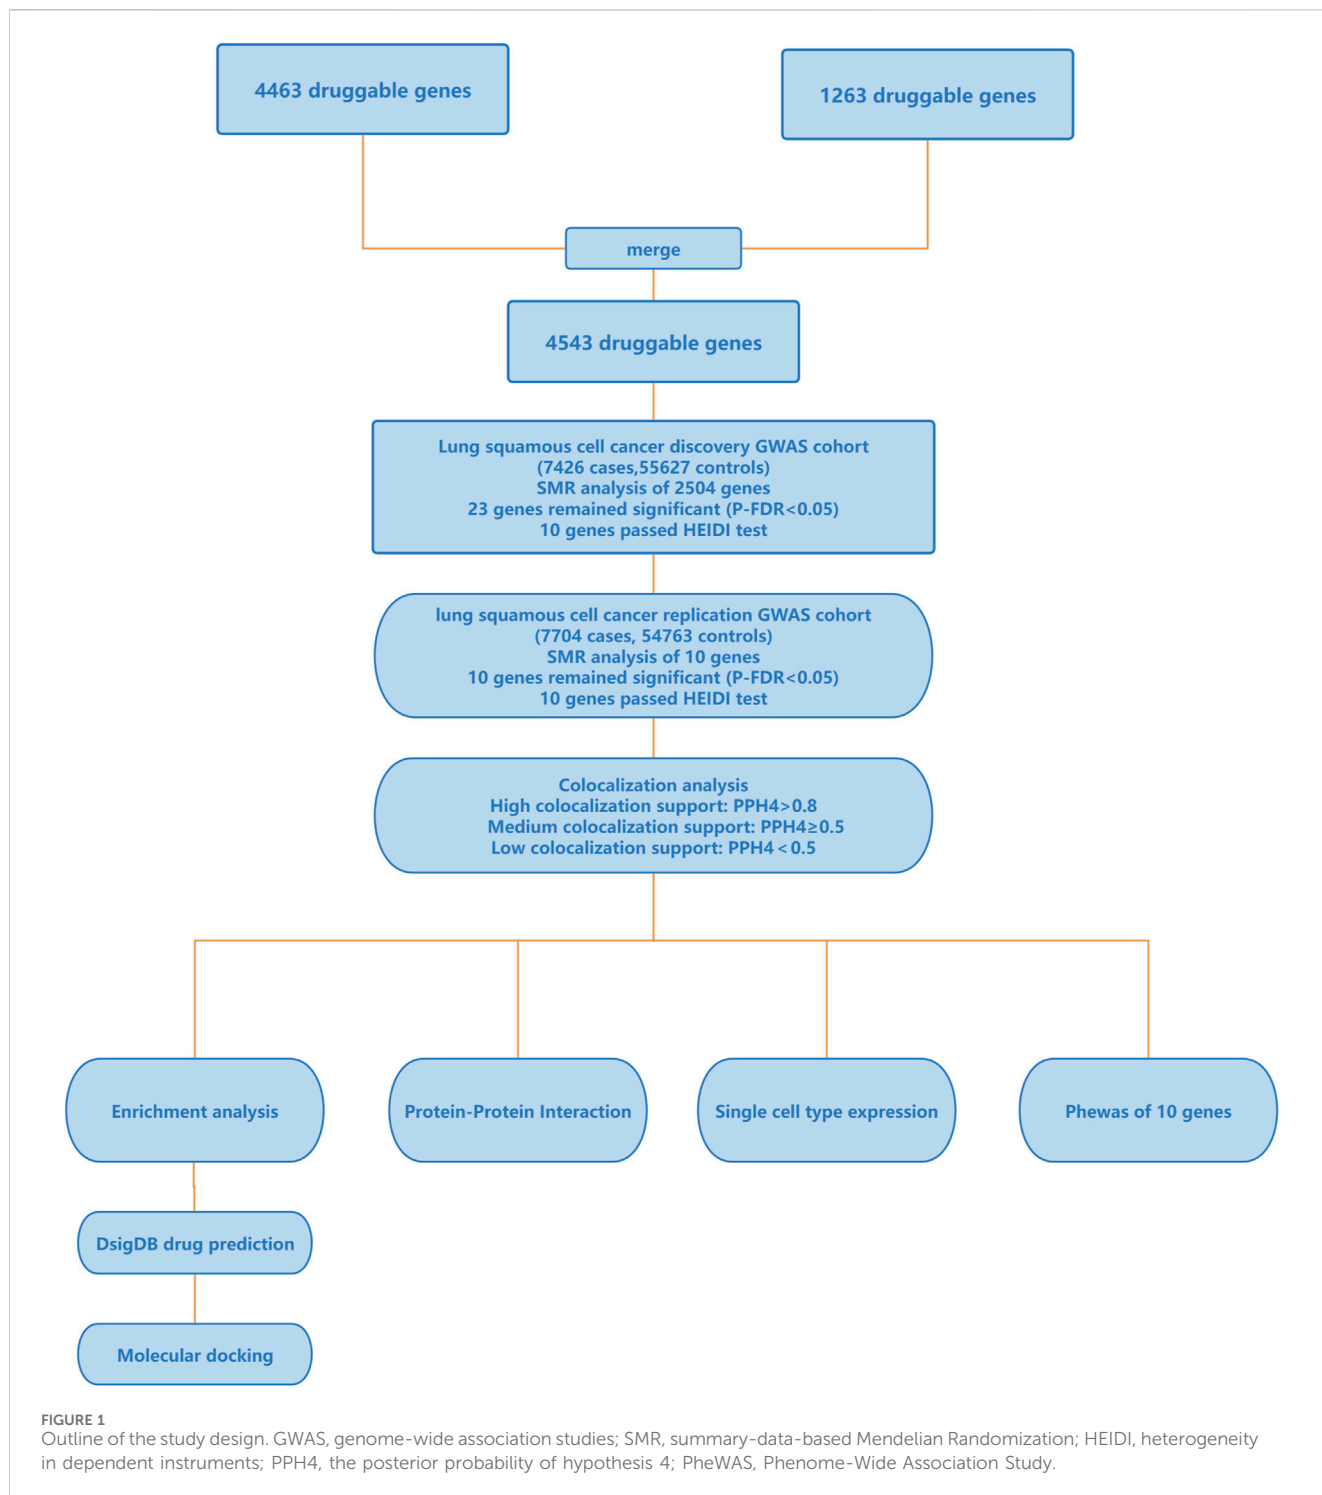 4463 druggable genes
1263 druggable genes
merge
4543 druggable genes
Lung squamous cell cancer discovery GWAS cohort
(7426 cases,55627 controls)
SMR analysis of 2504 genes
23 genes remained significant (P-FDR<0.05)
10 genes passed HEIDI test
lung squamous cell cancer replication GWAS cohort
(7704 cases, 54763 controls)
SMR analysis of 10 genes
10 genes remained significant (P-FDR<0.05)
10 genes passed HEIDI test
Colocalization analysis
High colocalization support: PPH4>0.8
Medium colocalization support: PPH4≥0.5
Low colocalization support: PPH4<0.5
Enrichment analysis
Protein-Protein Interaction
Single cell type expression
Phewas of 10 genes
DsigDB drug prediction
Molecular docking
FIGURE 1
Outline of the study design. GWAS, genome-wide association studies; SMR, summary-data-based Mendelian Randomization; HEIDI, heterogeneity
in dependent instruments; PPH4, the posterior probability of hypothesis 4; PheWAS, Phenome-Wide Association Study.